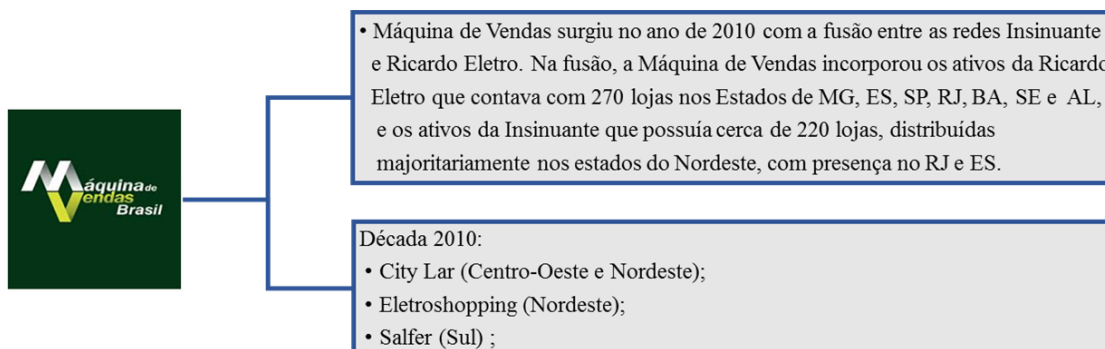 Máquina de
Vendas
Brasil
• Máquina de Vendas surgiu no ano de 2010 com a fusão entre as redes Insinuante
e Ricardo Eletro. Na fusão, a Máquina de Vendas incorporou os ativos da Ricardo
Eletro que contava com 270 lojas nos Estados de MG, ES, SP, RJ, BA, SE e AL,
e os ativos da Insinuante que possuía cerca de 220 lojas, distribuídas
majoritariamente nos estados do Nordeste, com presença no RJ e ES.
Década 2010:
• City Lar (Centro-Oeste e Nordeste);
• Eletroshopping (Nordeste);
• Salfer (Sul) ;